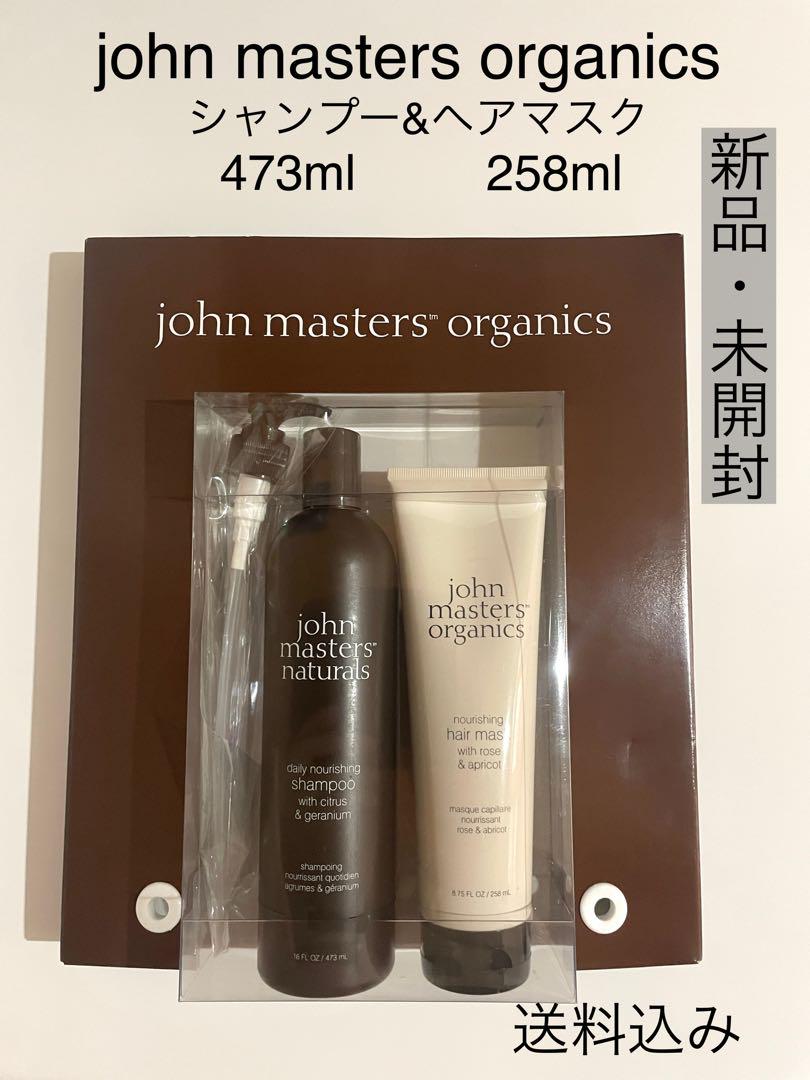 john masters organics
シャンプー&ヘアマスク
473ml 258ml
新品・未開封
john masters™ organics
john
masters™
naturals
daily nourishing
shampoo
with citrus
& geranium
shampoing
nourrissant quotidien
agrumes & géranium
16 FL OZ / 473 mL
john
masters™
organics
nourishing
hair mask
with rose
& apricot
masque capillaire
nourrissant
rose & abricot
8.75 FL OZ / 258 mL
送料込み